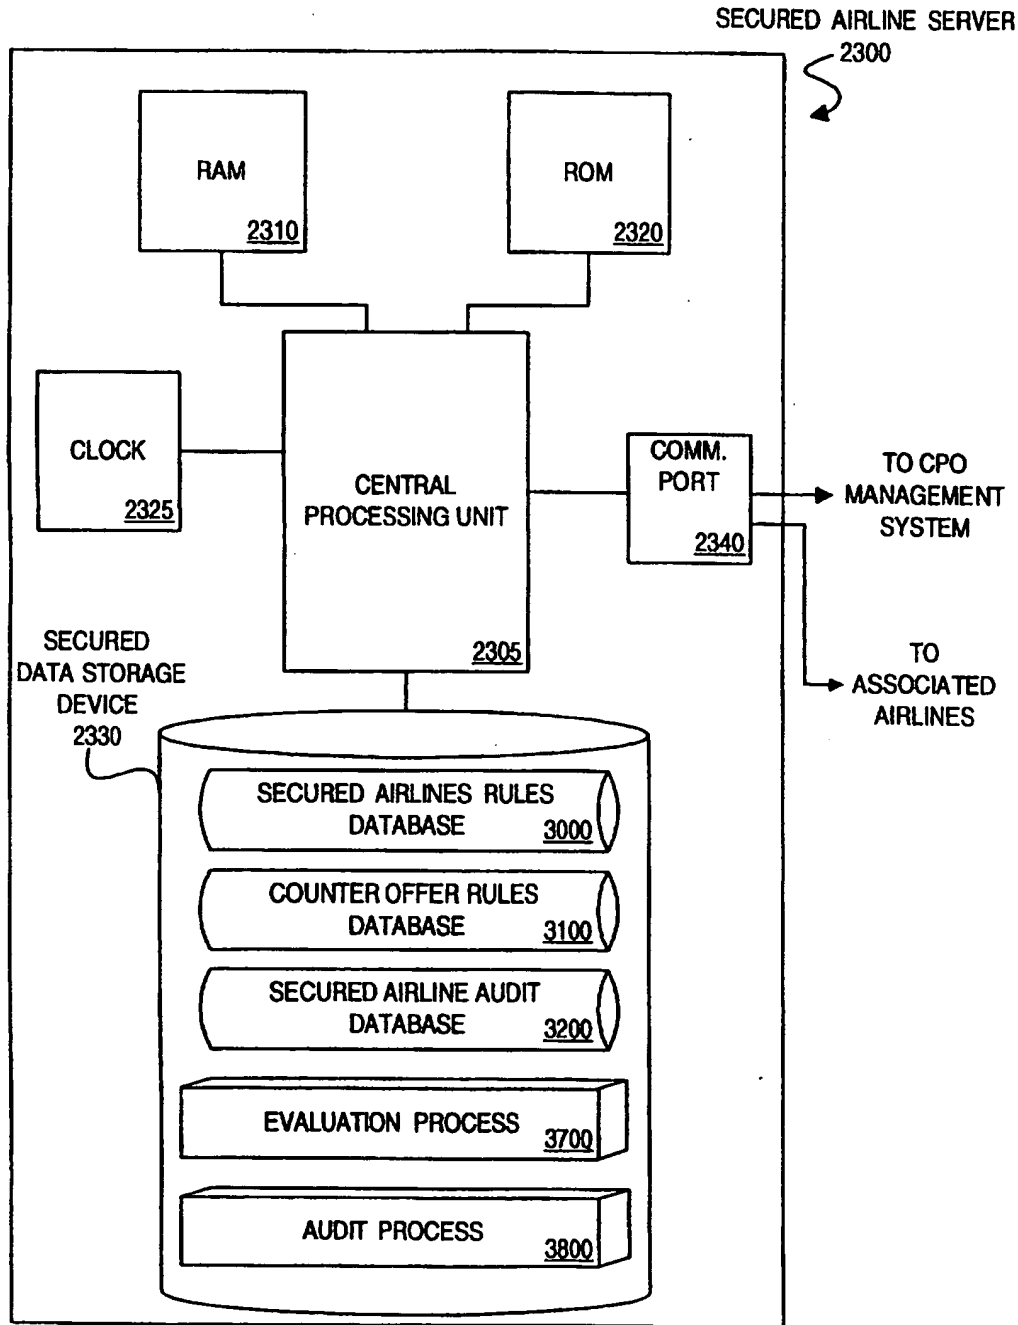 SECURED AIRLINE SERVER
2300
RAM
2310
ROM
2320
CLOCK
2325
CENTRAL
PROCESSING UNIT
2305
COMM.
PORT
2340
TO CPO
MANAGEMENT
SYSTEM
TO
ASSOCIATED
AIRLINES
SECURED
DATA STORAGE
DEVICE
2330
SECURED AIRLINES RULES
DATABASE 3000
COUNTER OFFER RULES
DATABASE 3100
SECURED AIRLINE AUDIT
DATABASE 3200
EVALUATION PROCESS 3700
AUDIT PROCESS 3800